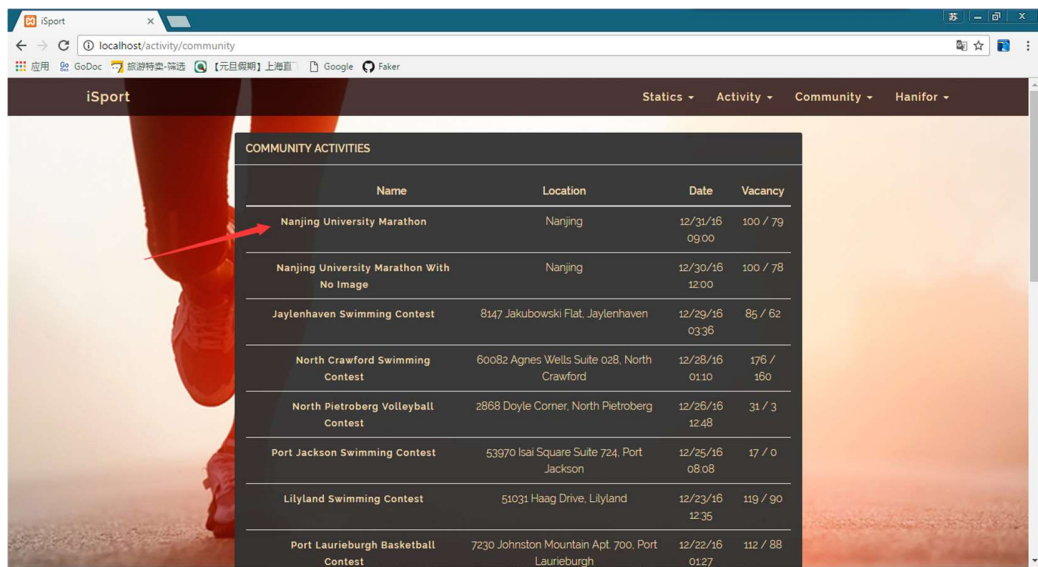 iSport
苏
localhost/activity/community
应用 GoDoc 旅游特卖-筛选 【元旦假期】上海直 Google Faker
iSport Statics Activity Community Hanifor
COMMUNITY ACTIVITIES
Name Location Date Vacancy
Nanjing University Marathon Nanjing 12/31/16 100 / 79
09:00
Nanjing University Marathon With Nanjing 12/30/16 100 / 78
No Image 12:00
Jaylenhaven Swimming Contest 8147 Jakubowski Flat, Jaylenhaven 12/29/16 85 / 62
03:36
North Crawford Swimming 60082 Agnes Wells Suite 028, North 12/28/16 176 /
Contest Crawford 01:10 160
North Pietroberg Volleyball 2868 Doyle Corner, North Pietroberg 12/26/16 31 / 3
Contest 12:48
Port Jackson Swimming Contest 53970 Isai Square Suite 724, Port 12/25/16 17 / 0
Jackson 08:08
Lilyland Swimming Contest 51031 Haag Drive, Lilyland 12/23/16 119 / 90
12:35
Port Laurieburgh Basketball 7230 Johnston Mountain Apt. 700, Port 12/22/16 112 / 88
Contest Laurieburgh 01:27